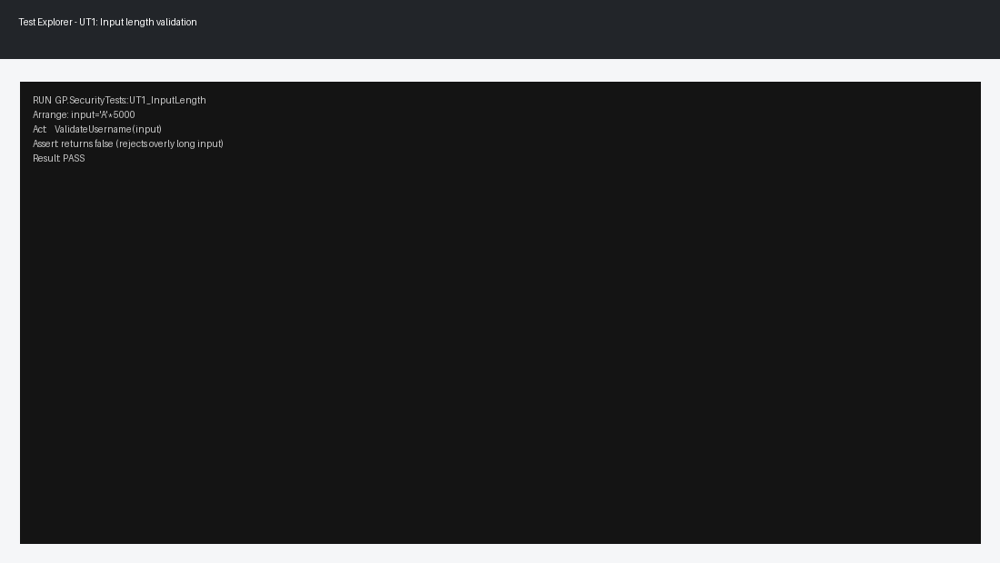 Test Explorer - UT1: Input length validation
RUN GP.SecurityTests::UT1_InputLength
Arrange: input='A'*5000
Act: ValidateUsername(input)
Assert: returns false (rejects overly long input)
Result: PASS